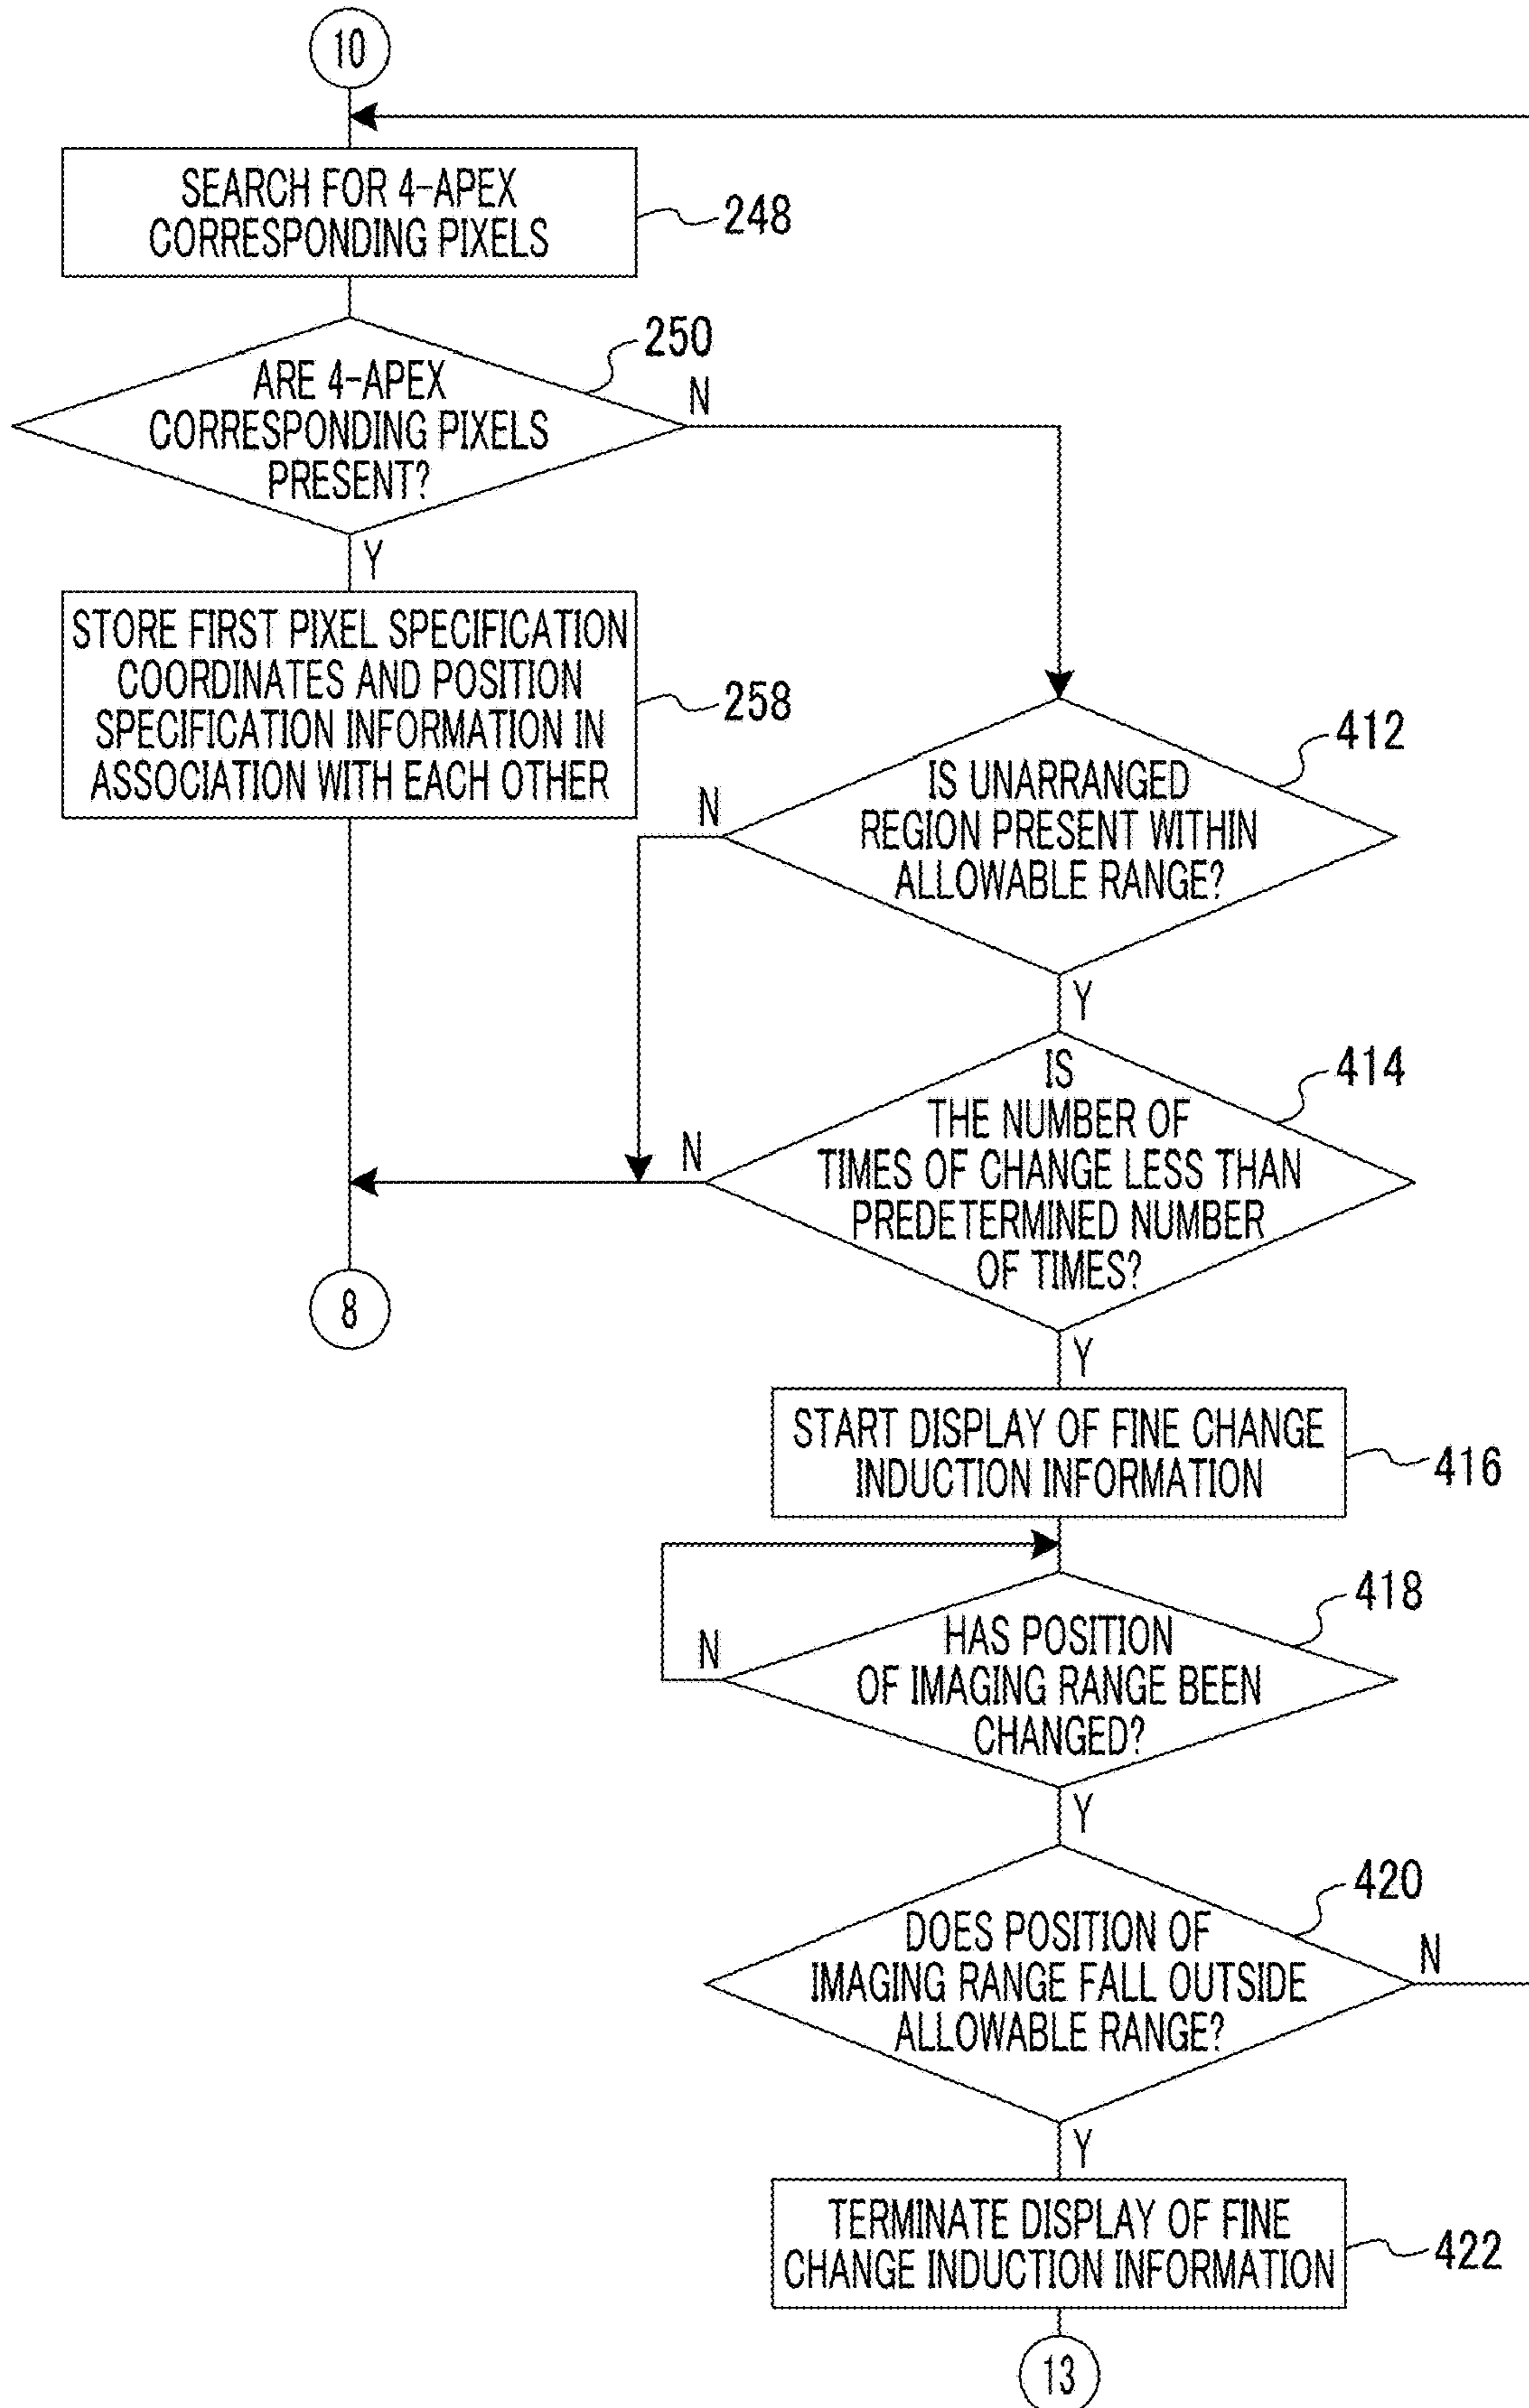 10
SEARCH FOR 4-APEX
CORRESPONDING PIXELS
248
ARE 4-APEX
CORRESPONDING PIXELS
PRESENT?
250
N
Y
STORE FIRST PIXEL SPECIFICATION
COORDINATES AND POSITION
SPECIFICATION INFORMATION IN
ASSOCIATION WITH EACH OTHER
258
IS UNARRANGED
REGION PRESENT WITHIN
ALLOWABLE RANGE?
412
N
Y
IS
THE NUMBER OF
TIMES OF CHANGE LESS THAN
PREDETERMINED NUMBER
OF TIMES?
414
N
8
Y
START DISPLAY OF FINE CHANGE
INDUCTION INFORMATION
416
HAS POSITION
OF IMAGING RANGE BEEN
CHANGED?
418
N
Y
DOES POSITION OF
IMAGING RANGE FALL OUTSIDE
ALLOWABLE RANGE?
420
N
Y
TERMINATE DISPLAY OF FINE
CHANGE INDUCTION INFORMATION
422
13